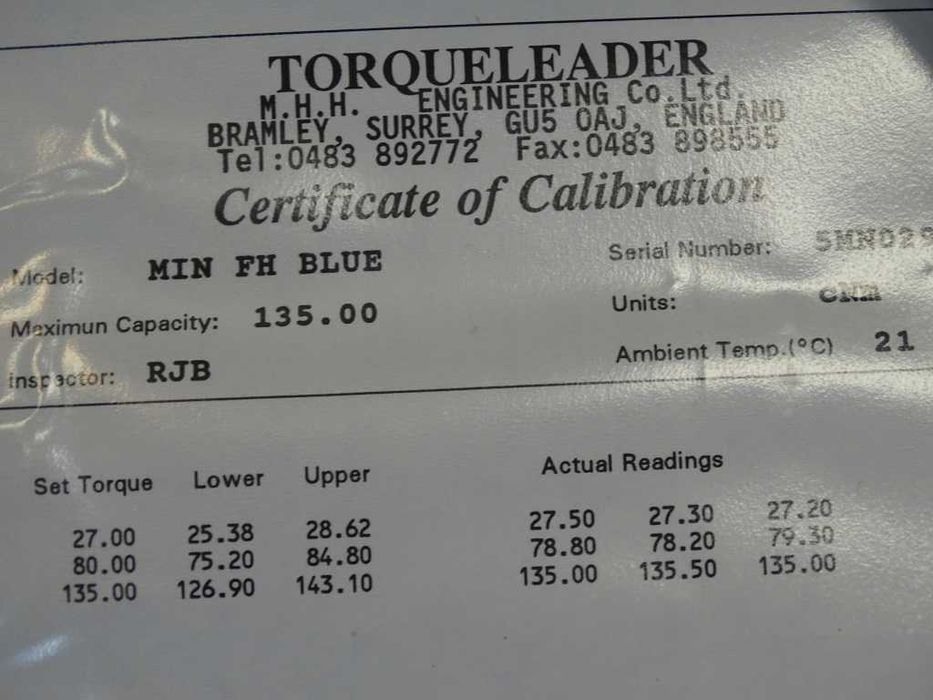 TORQUELEADER
M.H.H. ENGINEERING Co.Ltd.
BRAMLEY, SURREY, GU5 0AJ, ENGLAND
Tel:0483 892772 Fax:0483 898555
Certificate of Calibration
Model: MIN FH BLUE Serial Number: 5MN029
Maximun Capacity: 135.00 Units: CNM
Inspector: RJB Ambient Temp.(°C) 21
Set Torque Lower Upper Actual Readings
27.00 25.38 28.62 27.50 27.30 27.20
80.00 75.20 84.80 78.80 78.20 79.30
135.00 126.90 143.10 135.00 135.50 135.00